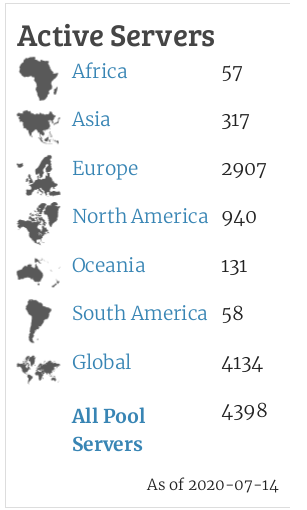 Active Servers
Africa 57
Asia 317
Europe 2907
North America 940
Oceania 131
South America 58
Global 4134
All Pool 4398
Servers
As of 2020-07-14